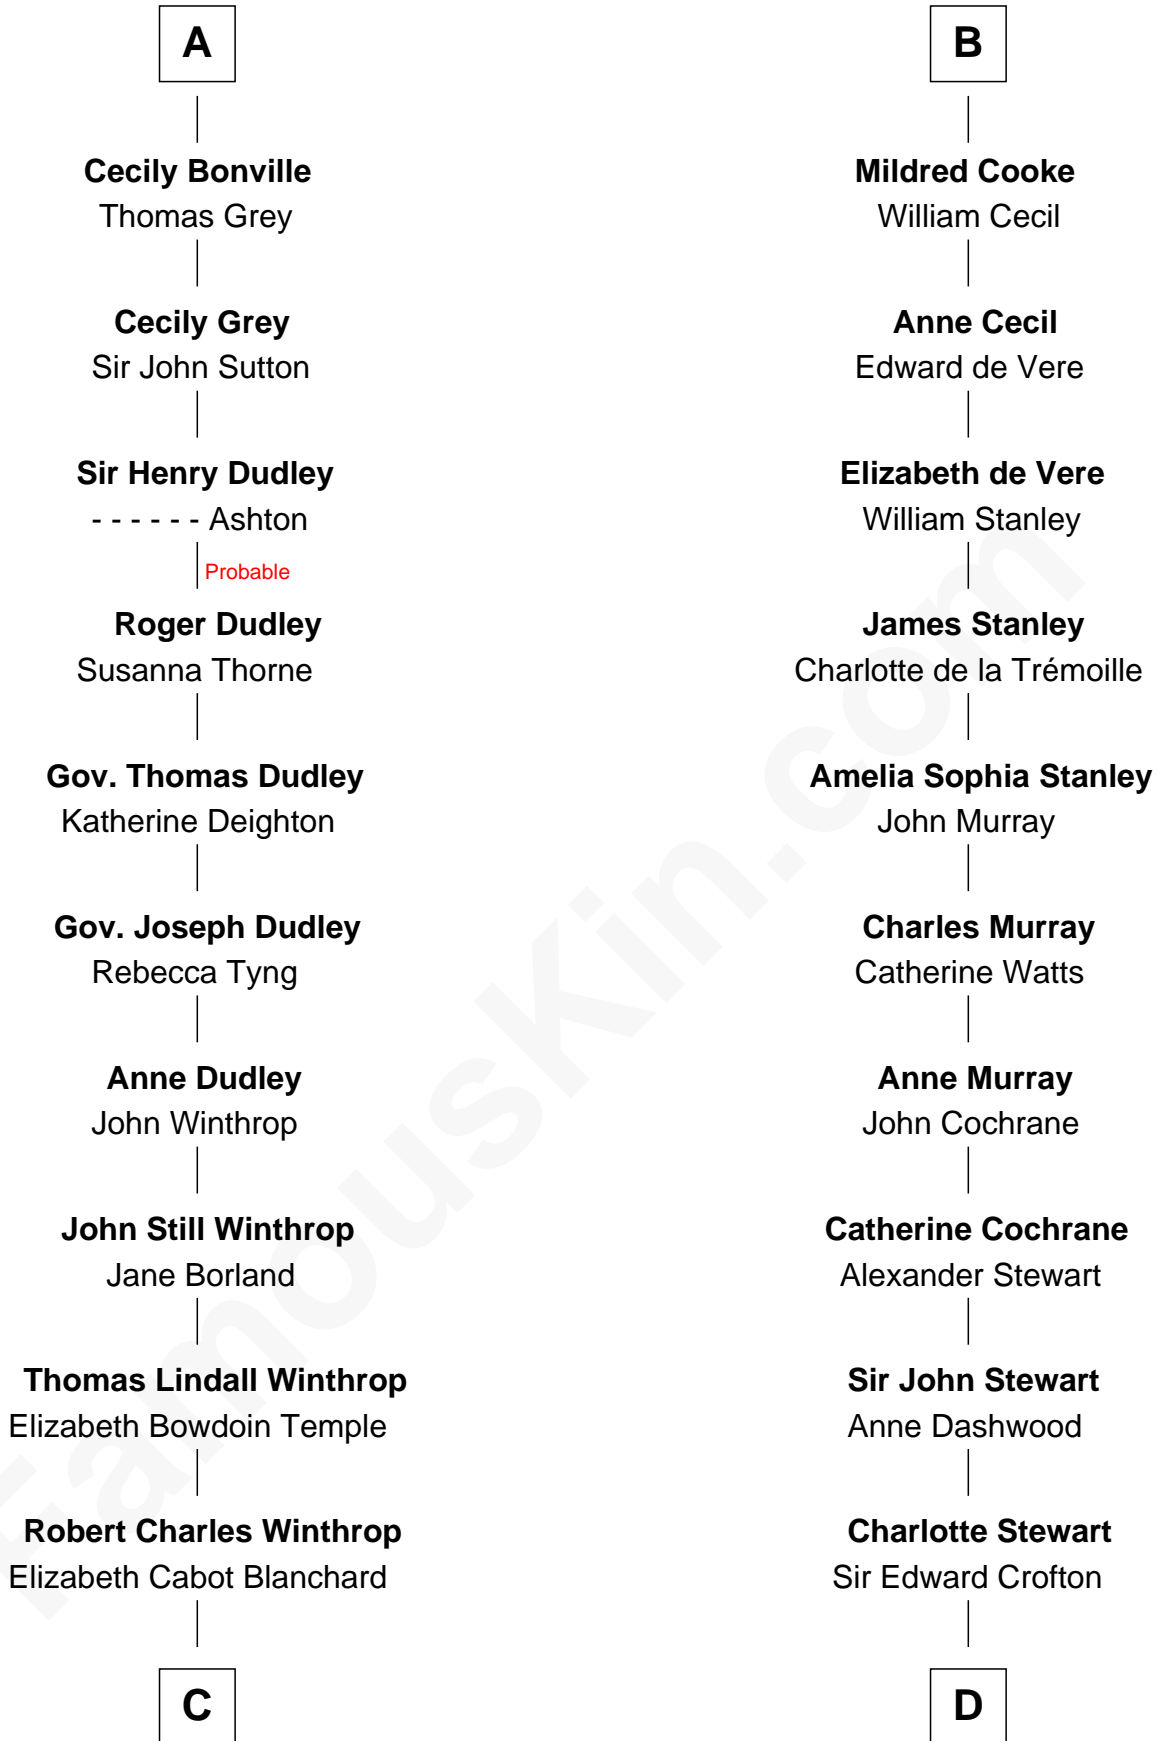 A
Cecily Bonville
Thomas Grey
Cecily Grey
Sir John Sutton
Sir Henry Dudley
- - - - - - Ashton
Probable
Roger Dudley
Susanna Thorne
Gov. Thomas Dudley
Katherine Deighton
Gov. Joseph Dudley
Rebecca Tyng
Anne Dudley
John Winthrop
John Still Winthrop
Jane Borland
Thomas Lindall Winthrop
Elizabeth Bowdoin Temple
Robert Charles Winthrop
Elizabeth Cabot Blanchard
C
B
Mildred Cooke
William Cecil
Anne Cecil
Edward de Vere
Elizabeth de Vere
William Stanley
James Stanley
Charlotte de la Trémoille
Amelia Sophia Stanley
John Murray
Charles Murray
Catherine Watts
Anne Murray
John Cochrane
Catherine Cochrane
Alexander Stewart
Sir John Stewart
Anne Dashwood
Charlotte Stewart
Sir Edward Crofton
D
FamousKin.com